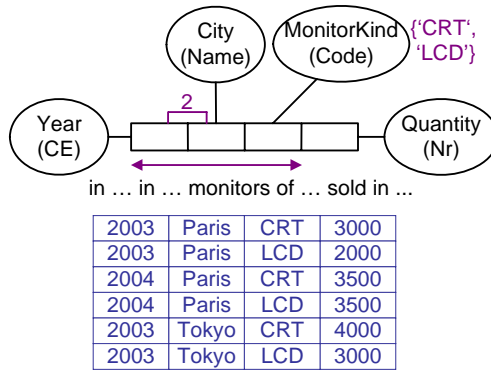 City
(Name)
MonitorKind
(Code)
{'CRT',
'LCD'}
2
Year
(CE)
Quantity
(Nr)
in … in … monitors of … sold in ...
2003 Paris CRT 3000
2003 Paris LCD 2000
2004 Paris CRT 3500
2004 Paris LCD 3500
2003 Tokyo CRT 4000
2003 Tokyo LCD 3000